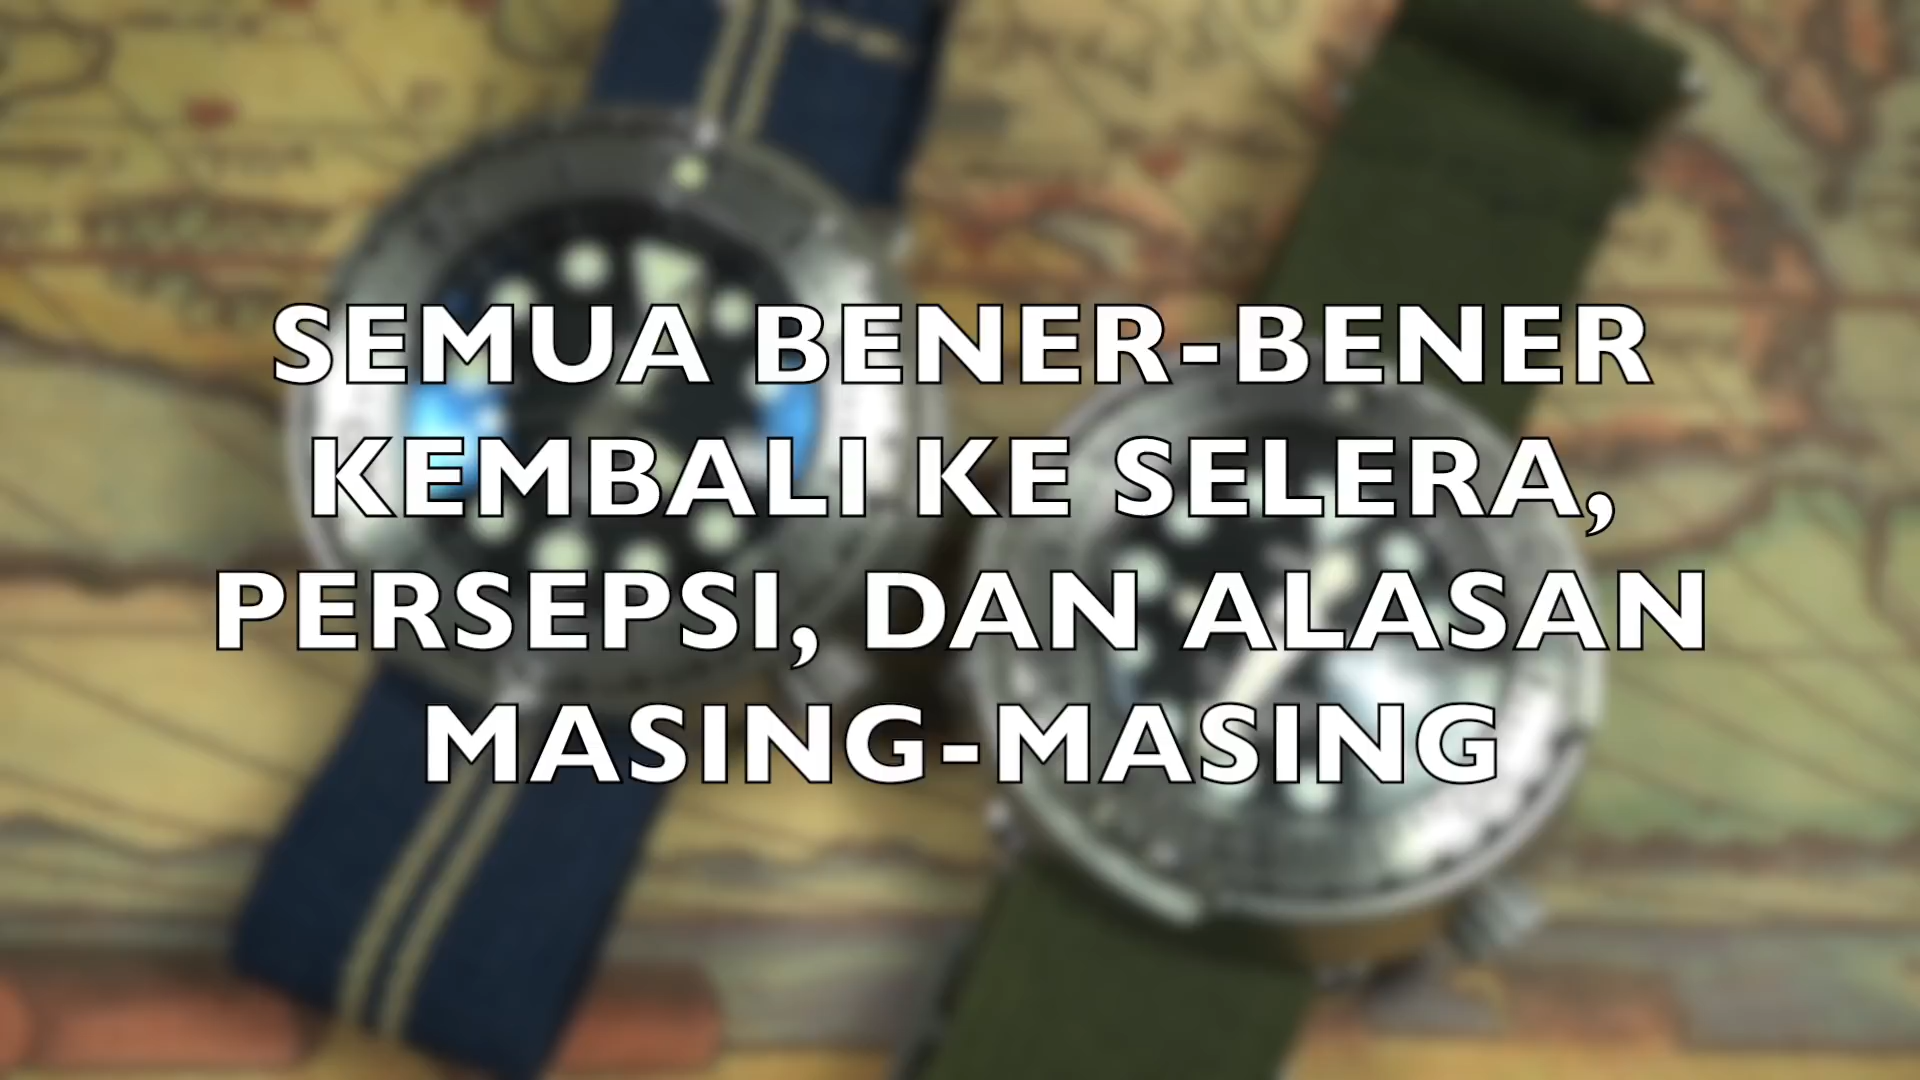 SEMUA BENER-BENER
KEMBALI KE SELERA,
PERSEPSI, DAN ALASAN
MASING-MASING